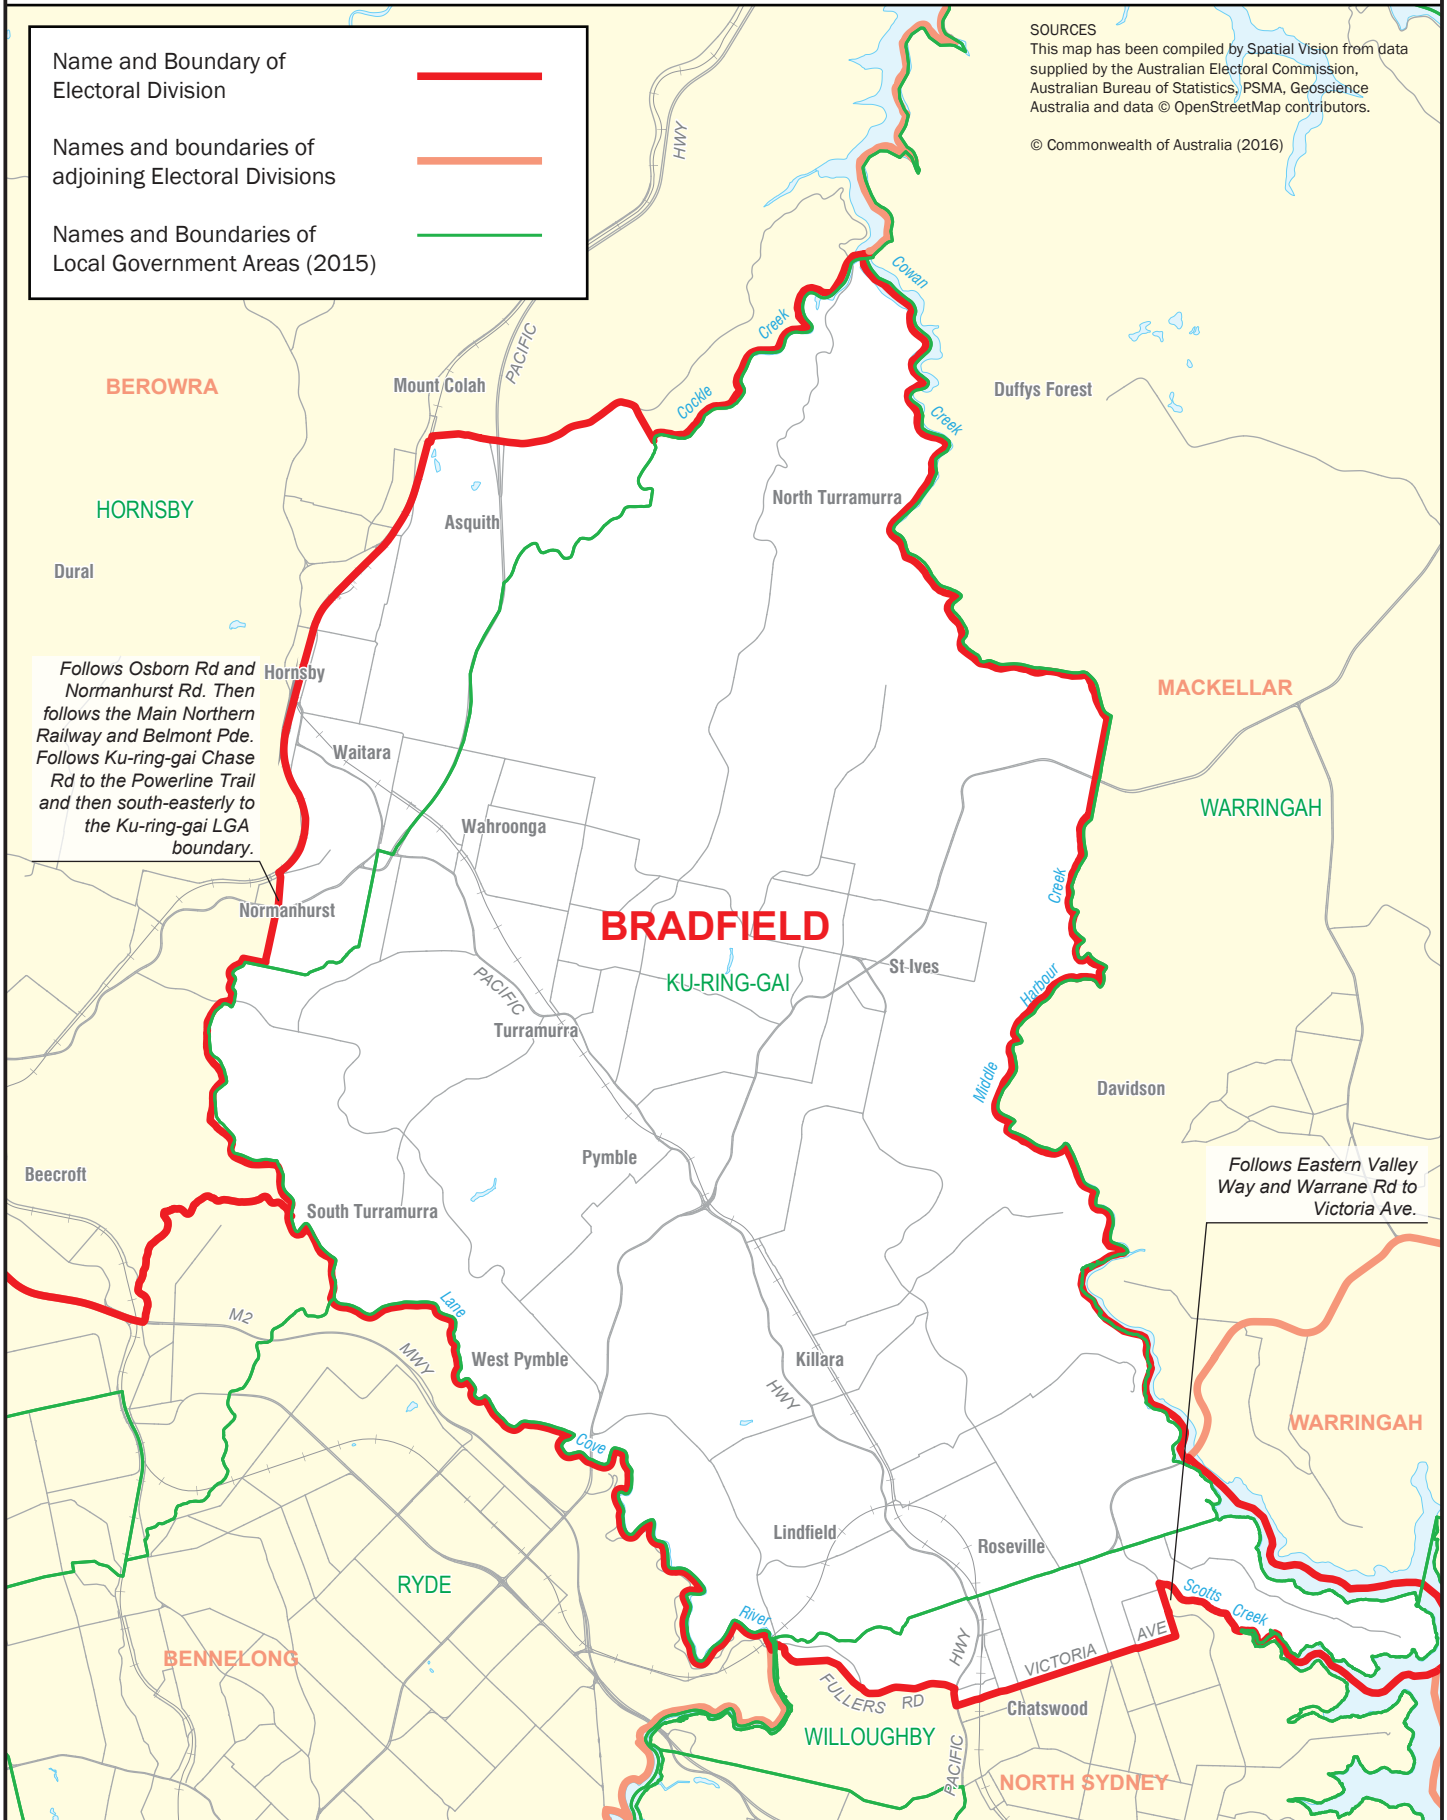 Name and Boundary of
Electoral Division
Names and boundaries of
adjoining Electoral Divisions
Names and Boundaries of
Local Government Areas (2015)
SOURCES
This map has been compiled by Spatial Vision from data
supplied by the Australian Electoral Commission,
Australian Bureau of Statistics, PSMA, Geoscience
Australia and data © OpenStreetMap contributors.
© Commonwealth of Australia (2016)
HWY
Cowan
Creek
PACIFIC
BEROWRA
Mount Colah
Duffys Forest
Cockle
Creek
North Turramurra
HORNSBY
Asquith
Dural
Follows Osborn Rd and
Normanhurst Rd. Then
follows the Main Northern
Railway and Belmont Pde.
Follows Ku-ring-gai Chase
Rd to the Powerline Trail
and then south-easterly to
the Ku-ring-gai LGA
boundary.
Hornsby
MACKELLAR
Waitara
WARRINGAH
Wahroonga
Creek
Normanhurst
BRADFIELD
St Ives
KU-RING-GAI
PACIFIC
Harbour
Turramurra
Middle
Davidson
Pymble
Beecroft
Follows Eastern Valley
Way and Warrane Rd to
Victoria Ave.
South Turramurra
Lane
M2
MWY
West Pymble
Killara
HWY
WARRINGAH
Cove
Lindfield
Roseville
RYDE
Scotts
Creek
River
BENNELONG
HWY
VICTORIA
AVE
FULLERS
RD
Chatswood
WILLOUGHBY
PACIFIC
NORTH SYDNEY